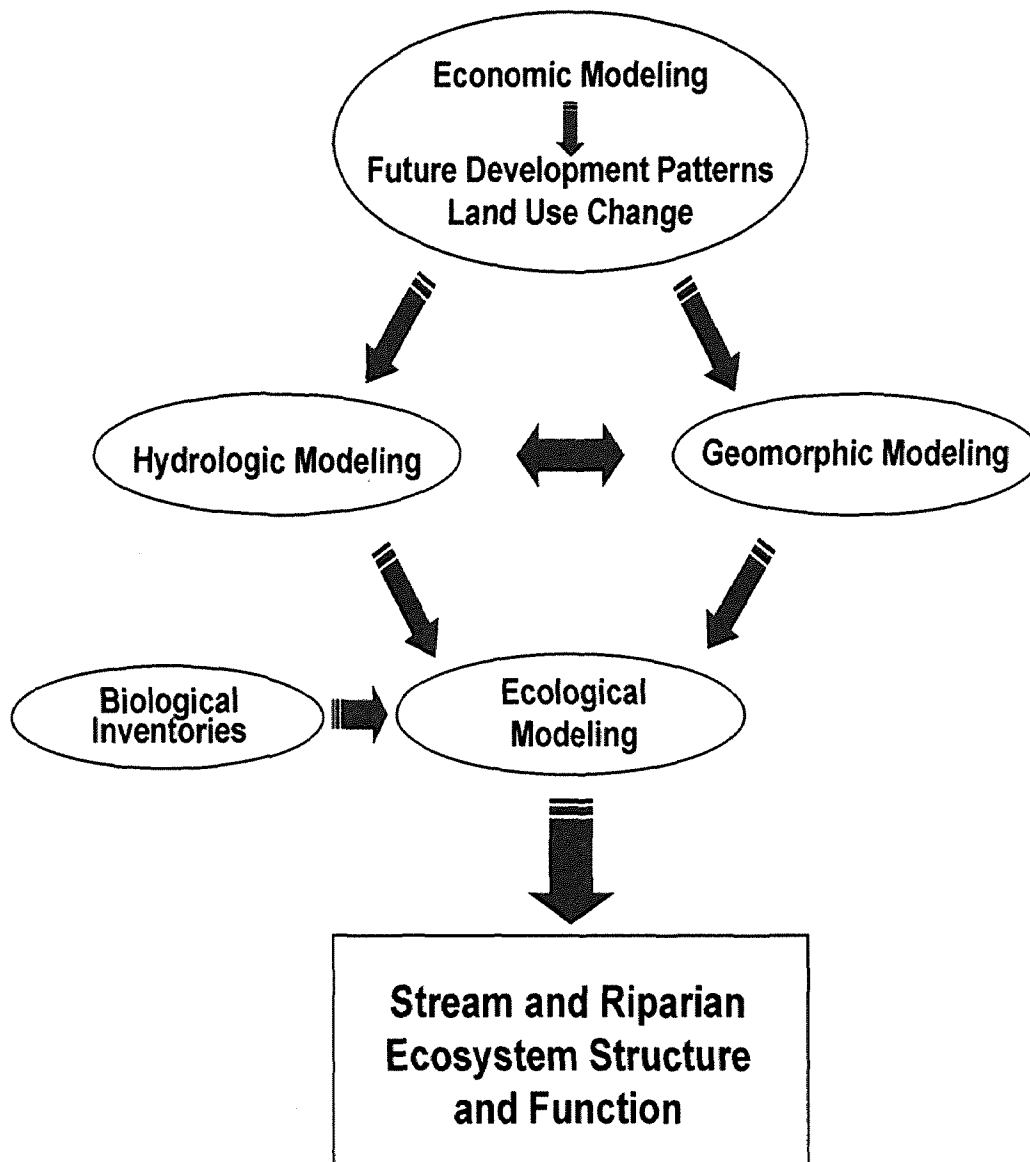 Economic Modeling
Future Development Patterns
Land Use Change
Hydrologic Modeling
Geomorphic Modeling
Biological
Inventories
Ecological
Modeling
Stream and Riparian
Ecosystem Structure
and Function